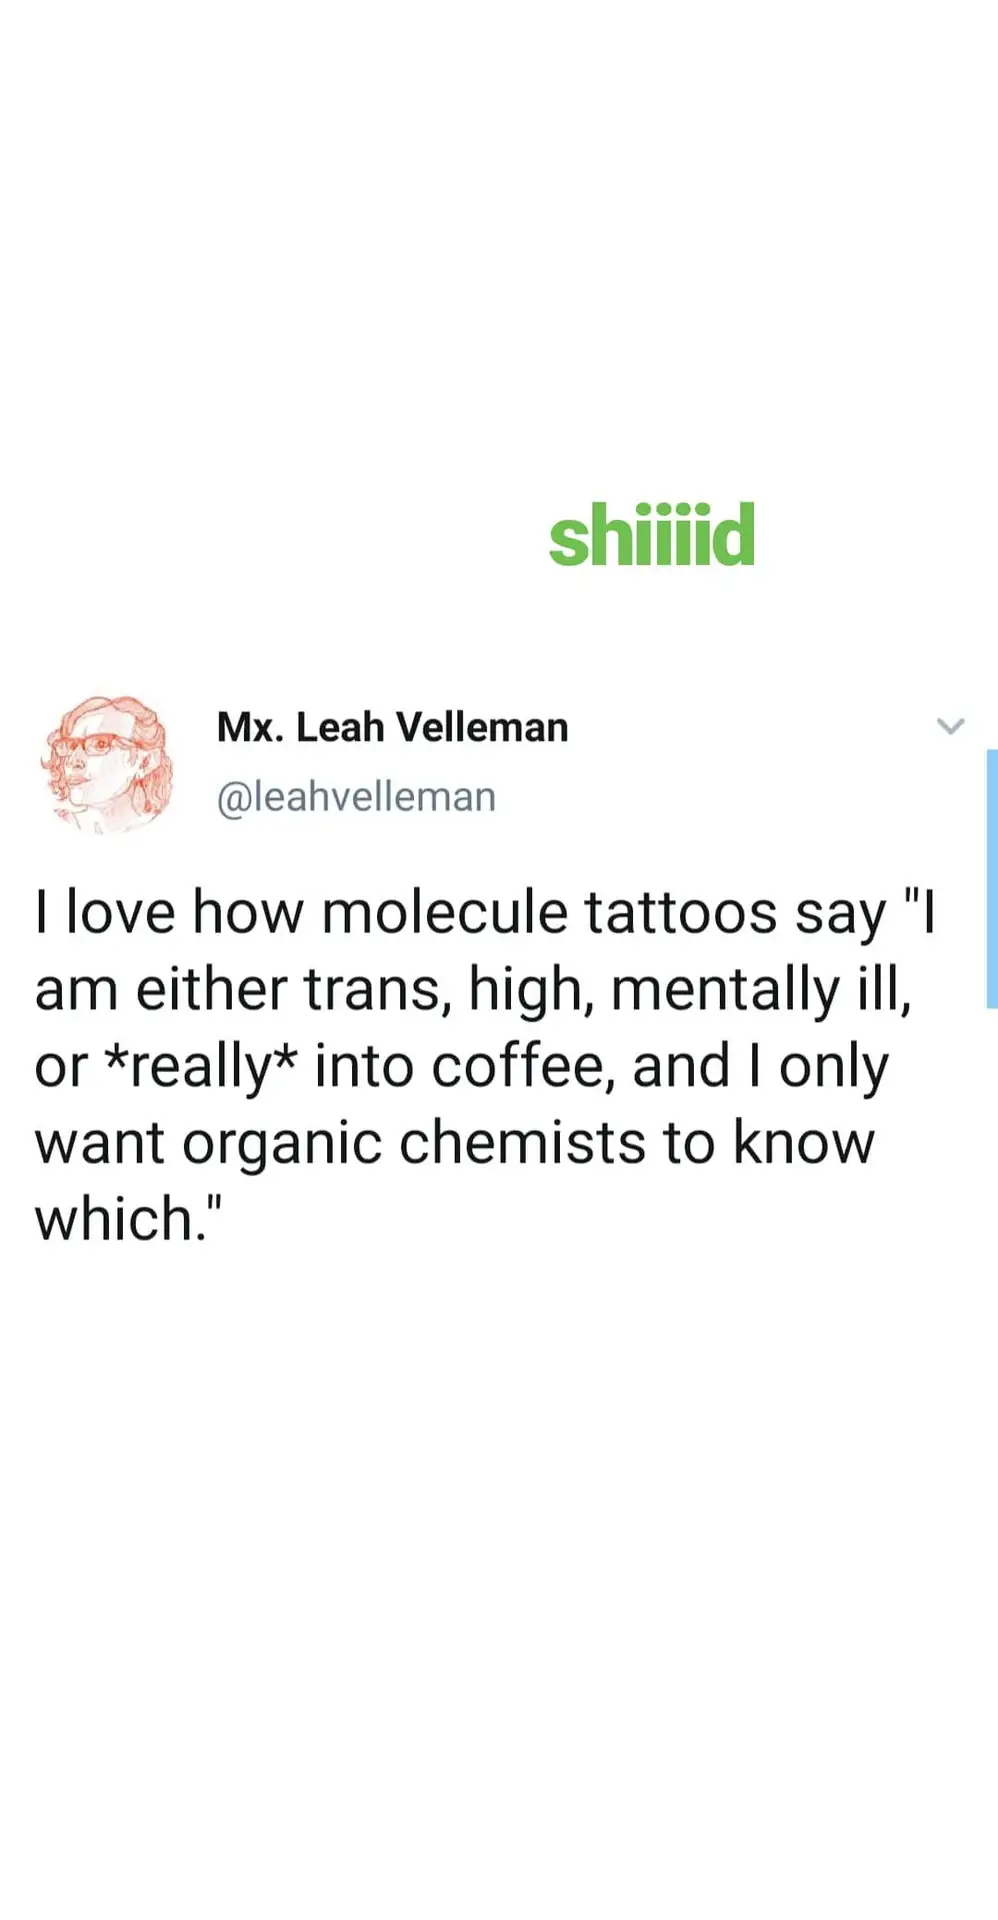 shiiiid
Mx. Leah Velleman
@leahvelleman
I love how molecule tattoos say "I
am either trans, high, mentally ill,
or *really* into coffee, and I only
want organic chemists to know
which."